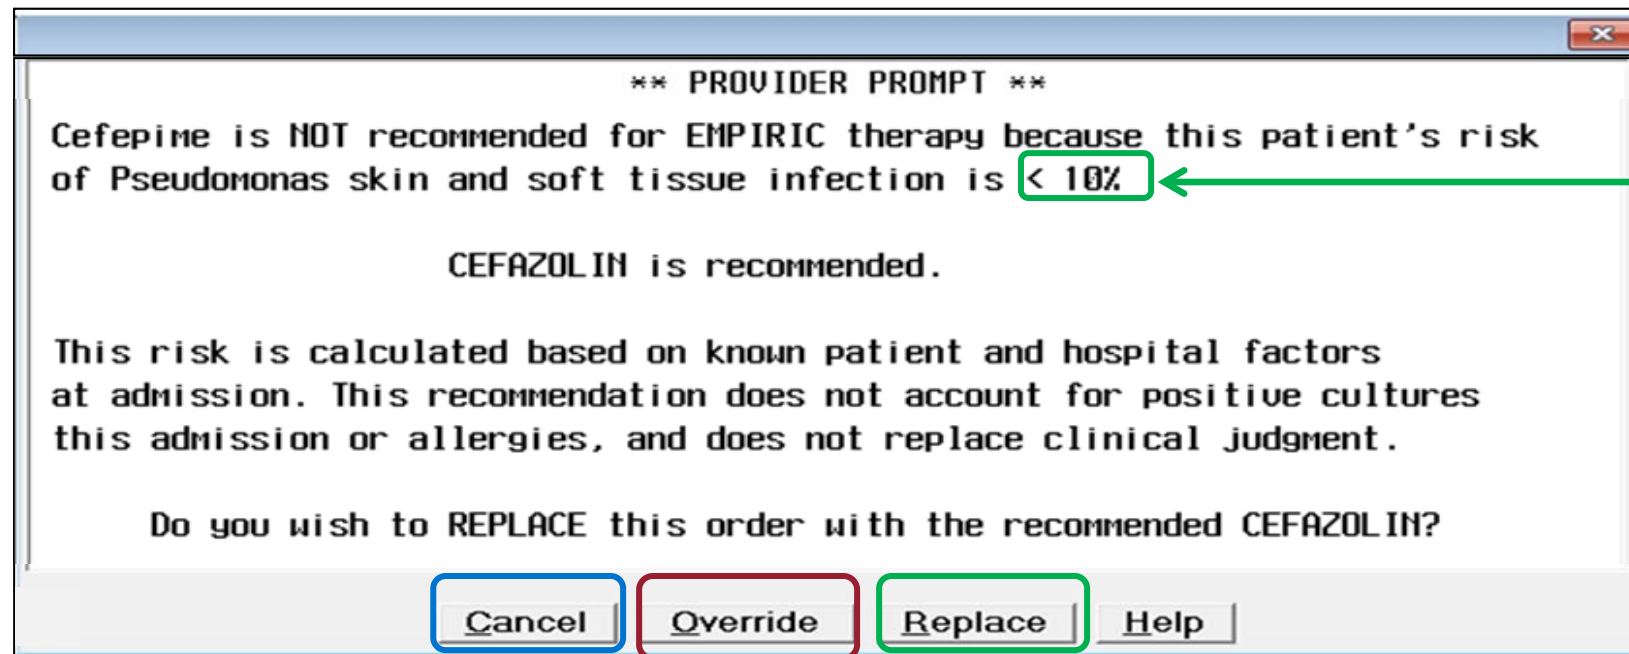 ** PROVIDER PROMPT **
Cefepime is NOT recommended for EMPIRIC therapy because this patient's risk
of Pseudomonas skin and soft tissue infection is < 10%
CEFAZOLIN is recommended.
This risk is calculated based on known patient and hospital factors
at admission. This recommendation does not account for positive cultures
this admission or allergies, and does not replace clinical judgment.
Do you wish to REPLACE this order with the recommended CEFAZOLIN?
Cancel Override Replace Help